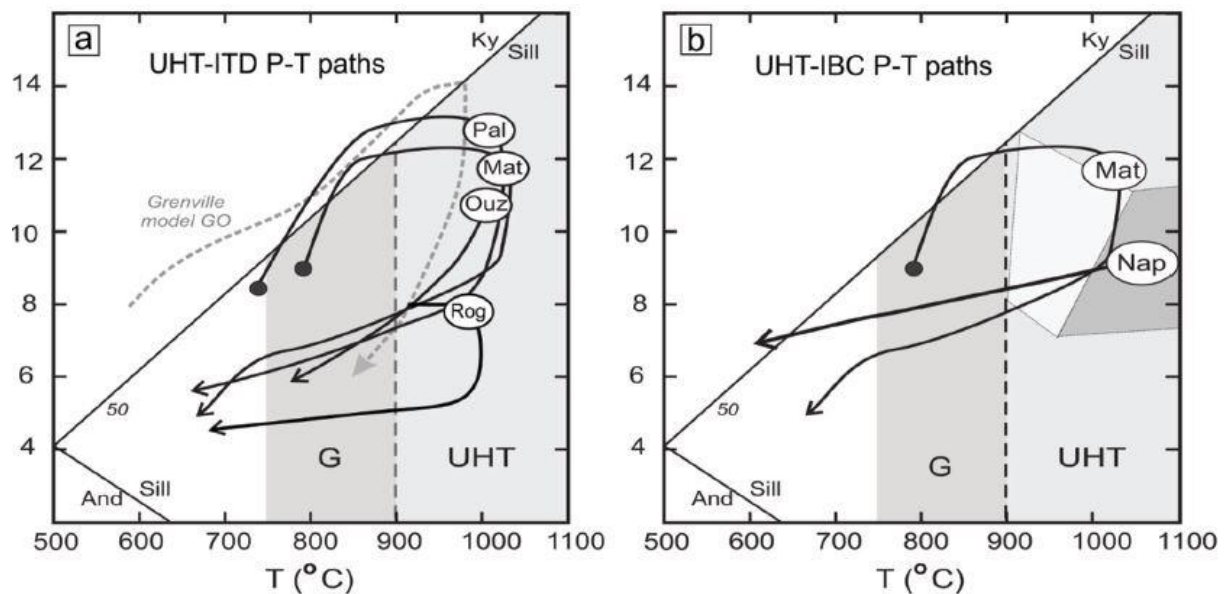 a
UHT-ITD P-T paths
Ky
Sill
14
12
10
8
6
4
Pal
Mat
Ouz
Rog
Grenville
model GO
50
G
UHT
And
Sill
500
600
700
800
900
1000
1100
T (°C)
b
UHT-IBC P-T paths
Ky
Sill
14
12
10
8
6
4
Mat
Nap
50
G
UHT
And
Sill
500
600
700
800
900
1000
1100
T (°C)